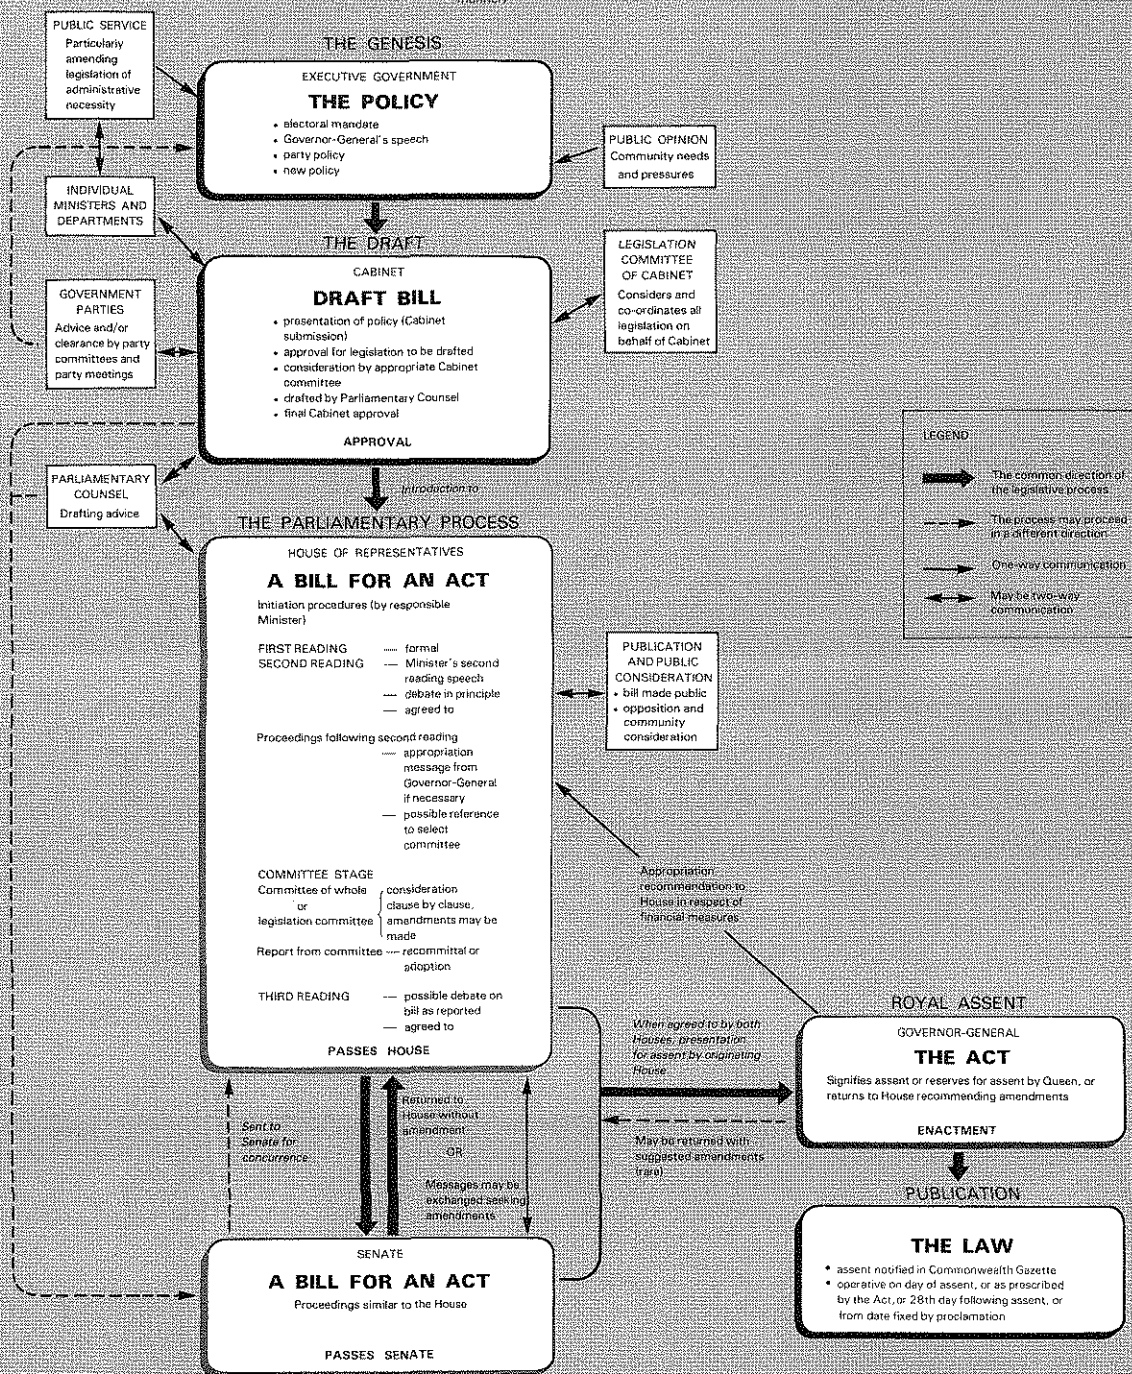 manner
PUBLIC SERVICE
Particularly
amending
legislation of
administrative
necessity
THE GENESIS
EXECUTIVE GOVERNMENT
THE POLICY
• electoral mandate
• Governor-General's speech
• party policy
• new policy
PUBLIC OPINION
Community needs
and pressures
INDIVIDUAL
MINISTERS AND
DEPARTMENTS
THE DRAFT
CABINET
DRAFT BILL
• presentation of policy (Cabinet
submission)
• approval for legislation to be drafted
• consideration by appropriate Cabinet
committee
• drafted by Parliamentary Counsel
• final Cabinet approval
APPROVAL
LEGISLATION
COMMITTEE
OF CABINET
Considers and
co-ordinates all
legislation on
behalf of Cabinet
GOVERNMENT
PARTIES
Advice and/or
clearance by party
committees and
party meetings
PARLIAMENTARY
COUNSEL
Drafting advice
Introduction to
LEGEND
The common direction of
the legislative process
The process may proceed
in a different direction
One-way communication
May be two-way
communication
THE PARLIAMENTARY PROCESS
HOUSE OF REPRESENTATIVES
A BILL FOR AN ACT
Initiation procedures (by responsible
Minister)
FIRST READING — formal
SECOND READING — Minister's second
reading speech
— debate in principle
— agreed to
Proceedings following second reading
— appropriation
message from
Governor-General
if necessary
— possible reference
to select
committee
COMMITTEE STAGE
Committee of whole
or
legislation committee
consideration
clause by clause,
amendments may be
made
Report from committee — recommittal or
adoption
THIRD READING — possible debate on
bill as reported
— agreed to
PASSES HOUSE
PUBLICATION
AND PUBLIC
CONSIDERATION
• bill made public
• opposition and
community
consideration
Appropriation
recommendation to
House in respect of
financial measures
Sent to
Senate for
concurrence
Returned to
House without
amendment
OR
Messages may be
exchanged seeking
amendments
When agreed to by both
Houses, presentation
for assent by originating
House
May be returned with
suggested amendments
(rare)
ROYAL ASSENT
GOVERNOR-GENERAL
THE ACT
Signifies assent or reserves for assent by Queen, or
returns to House recommending amendments
ENACTMENT
PUBLICATION
THE LAW
• assent notified in Commonwealth Gazette
• operative on day of assent, or as proscribed
by the Act, or 28th day following assent, or
from date fixed by proclamation
SENATE
A BILL FOR AN ACT
Proceedings similar to the House
PASSES SENATE